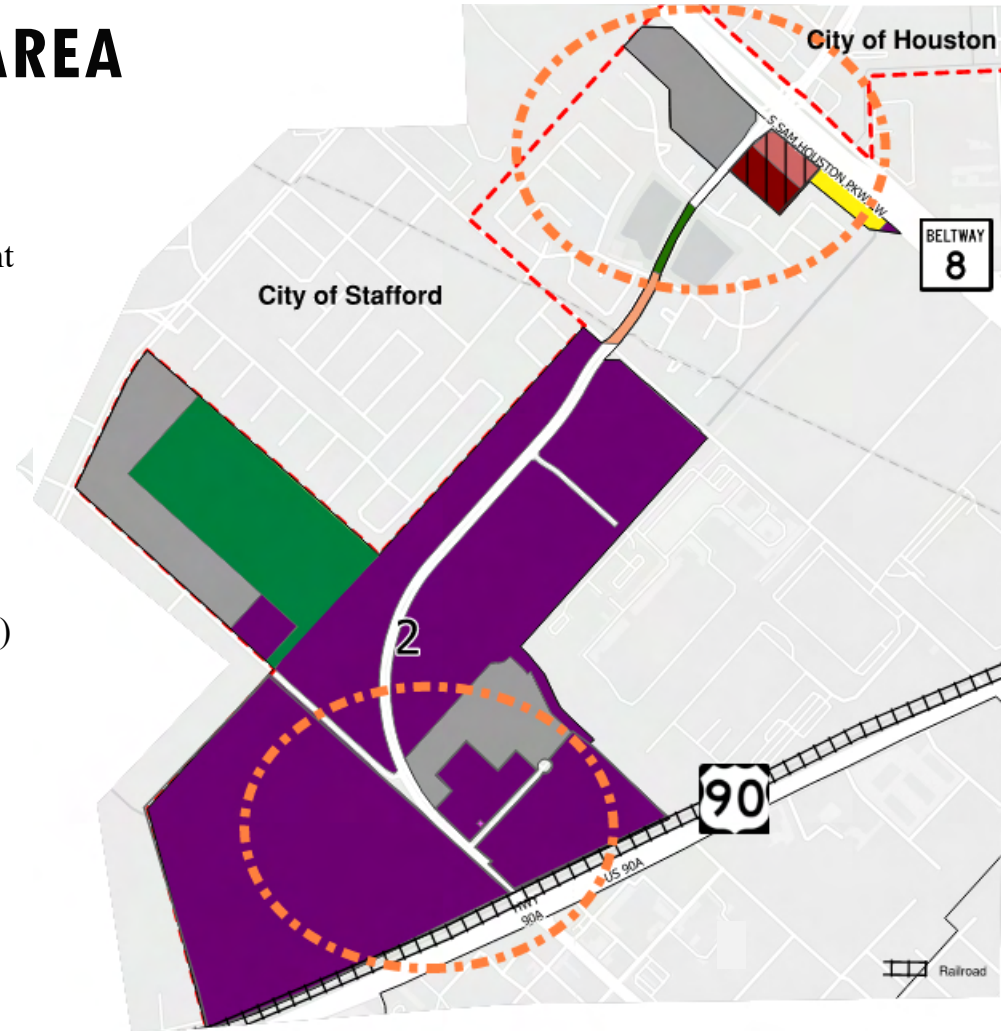 AREA
City of Houston
S SAM HOUSTON PKWY W
BELTWAY
8
nt
City of Stafford
)
2
90
US 90A
HWY
90A
Railroad